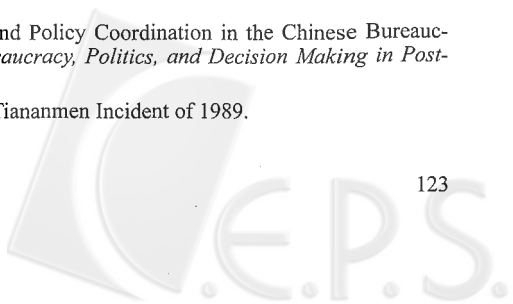 nd Policy Coordination in the Chinese Bureauc-
aucracy, Politics, and Decision Making in Post-
Tiananmen Incident of 1989.
123
C.E.P.S.